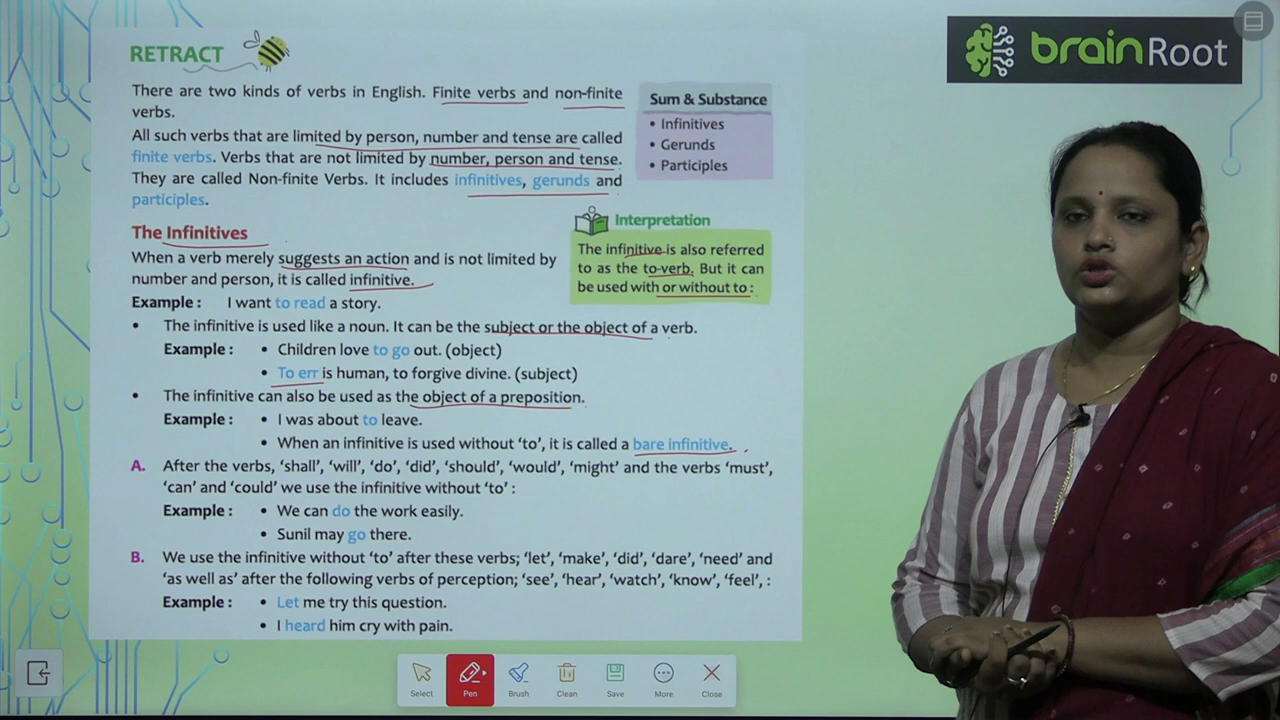 RETRACT
brainRoot
There are two kinds of verbs in English. Finite verbs and non-finite
verbs.
All such verbs that are limited by person, number and tense are called
finite verbs. Verbs that are not limited by number, person and tense.
They are called Non-finite Verbs. It includes infinitives, gerunds and
participles.
Sum & Substance
• Infinitives
• Gerunds
• Participles
The Infinitives
When a verb merely suggests an action and is not limited by
number and person, it is called infinitive.
Example : I want to read a story.
Interpretation
The infinitive is also referred
to as the to-verb. But it can
be used with or without to :
• The infinitive is used like a noun. It can be the subject or the object of a verb.
Example : • Children love to go out. (object)
• To err is human, to forgive divine. (subject)
• The infinitive can also be used as the object of a preposition.
Example : • I was about to leave.
• When an infinitive is used without ‘to’, it is called a bare infinitive.
A. After the verbs, ‘shall’, ‘will’, ‘do’, ‘did’, ‘should’, ‘would’, ‘might’ and the verbs ‘must’,
‘can’ and ‘could’ we use the infinitive without ‘to’ :
Example : • We can do the work easily.
• Sunil may go there.
B. We use the infinitive without ‘to’ after these verbs; ‘let’, ‘make’, ‘did’, ‘dare’, ‘need’ and
‘as well as’ after the following verbs of perception; ‘see’, ‘hear’, ‘watch’, ‘know’, ‘feel’, :
Example : • Let me try this question.
• I heard him cry with pain.
Select Pen Brush Clean Save More Close